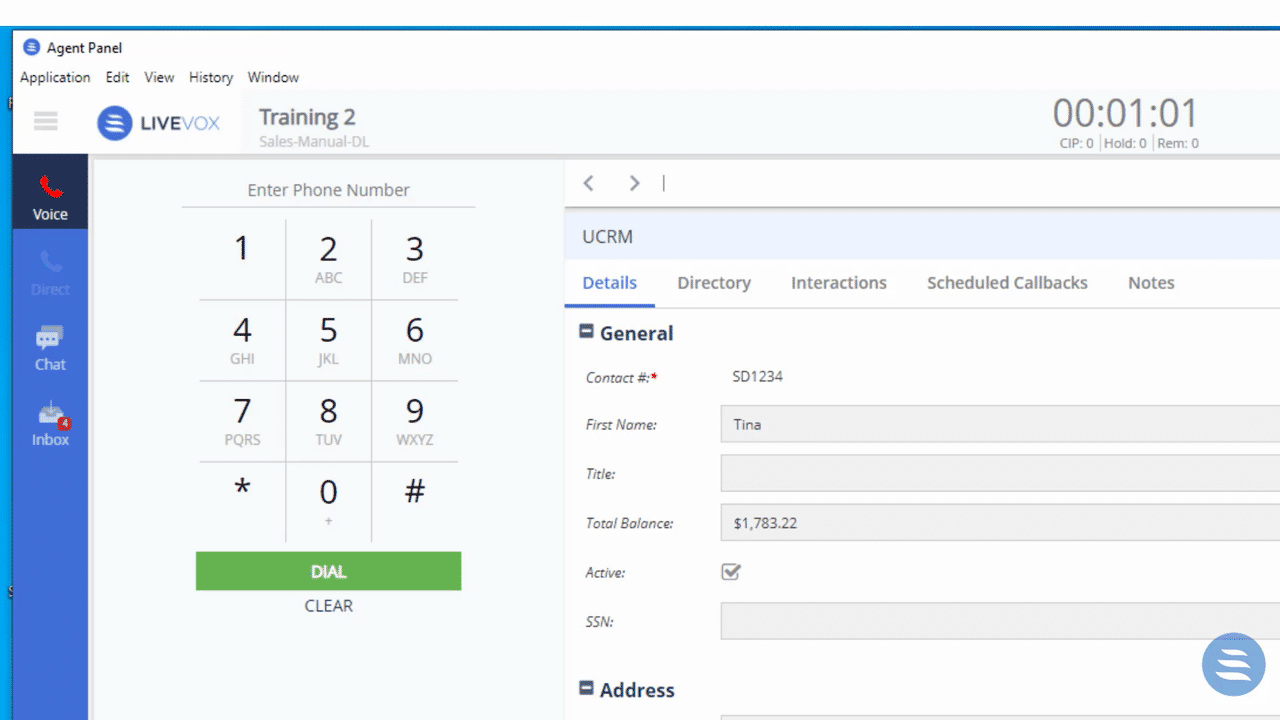 Agent Panel
Application Edit View History Window
LIVEVOX
Training 2
Sales-Manual-DL
00:01:01
CIP: 0 | Hold: 0 | Rem: 0
Voice
Direct
Chat
4
Inbox
Enter Phone Number
1 2 3
ABC DEF
4 5 6
GHI JKL MNO
7 8 9
PQRS TUV WXYZ
* 0 #
+
DIAL
CLEAR
UCRM
Details Directory Interactions Scheduled Callbacks Notes
General
Contact #:* SD1234
First Name: Tina
Title:
Total Balance: $1,783.22
Active:
SSN:
Address